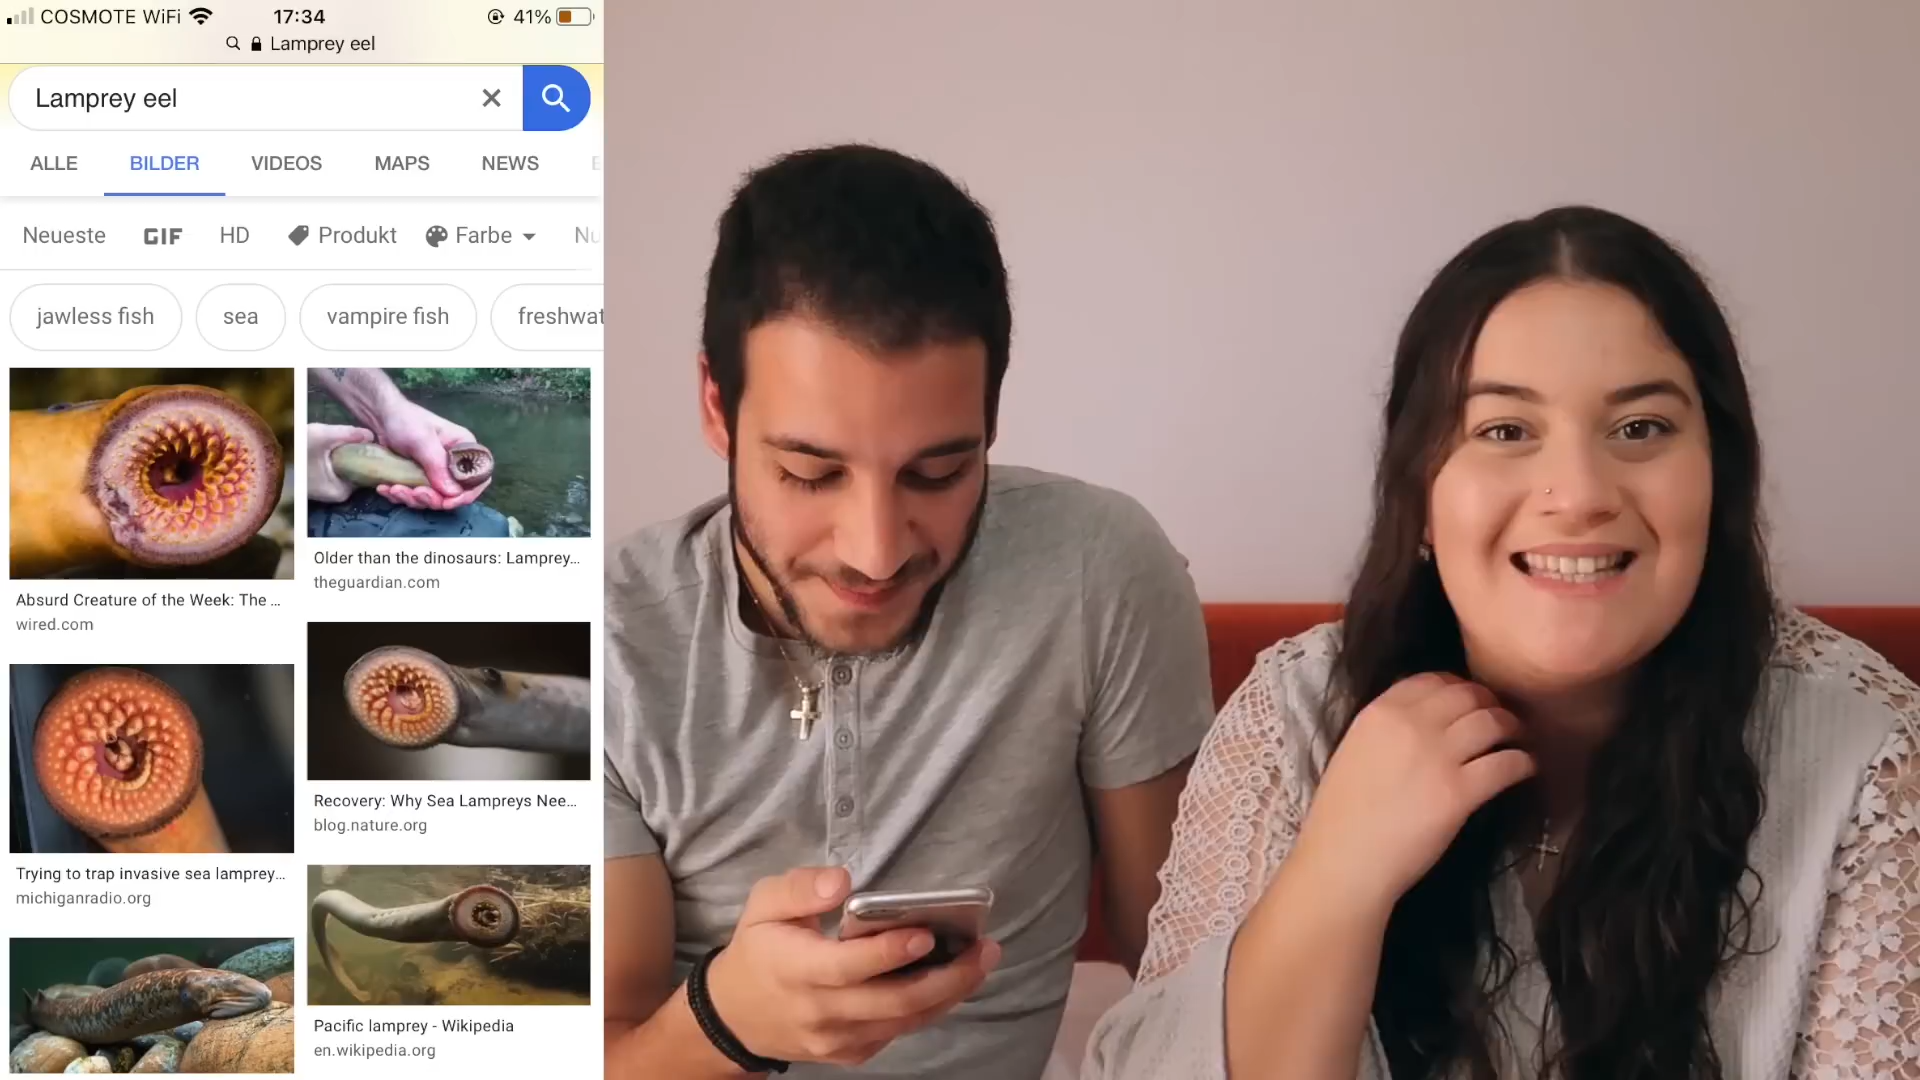 COSMOTE WiFi 17:34 41%
Lamprey eel
Lamprey eel
ALLE BILDER VIDEOS MAPS NEWS
Neueste GIF HD Produkt Farbe Nu
jawless fish sea vampire fish freshwat
Older than the dinosaurs: Lamprey...
theguardian.com
Absurd Creature of the Week: The ...
wired.com
Recovery: Why Sea Lampreys Nee...
blog.nature.org
Trying to trap invasive sea lamprey...
michiganradio.org
Pacific lamprey - Wikipedia
en.wikipedia.org